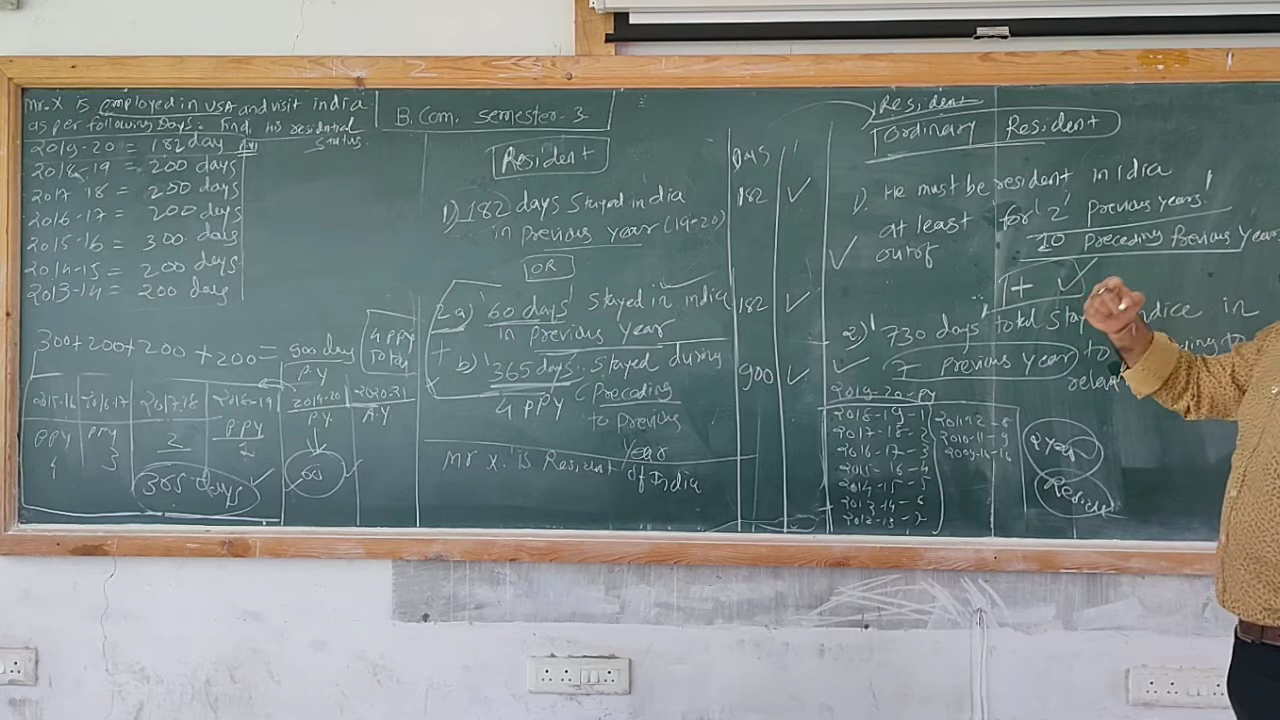 Mr. X is employed in USA and visit india
as per following Days. Find his residential
status.
2019-20 = 182 day PY
2018-19 = 200 days
2017-18 = 200 days
2016-17 = 200 days
2015-16 = 300 days
2014-15 = 200 days
2013-14 = 200 days
300+200+200+200= 900 days
4 PPY
Total
PY
2015-16 2016-17 2017-18 2018-19 2019-20 2020-21
P.Y. A.Y
PPY PPY 2 PPY
4 3
365 days 60
B.Com. semester-3
Resident
1) 182 days stayed in dia
in previous year (19-20)
OR
2a) '60 days' stayed in india
in previous year
+
b) '365 days' stayed during
4 PPY (Preceding
to previous
year
Mr X. is Resident of India
Days
182 ✓
182 ✓
900 ✓
Resident
Ordinary Resident
1). He must be resident in India
at least for '2' previous years'
out of 10 preceding previous year
+ ✓
2.) '730 days' total in
7 previous year to
2019-20-PY
2018-19-1
2017-18-2
2016-17-3
2015-16-4
2014-15-5
2013-14-6
2012-13-7
2011-12-8
2010-11-9
2009-10-10
2 year
Resident